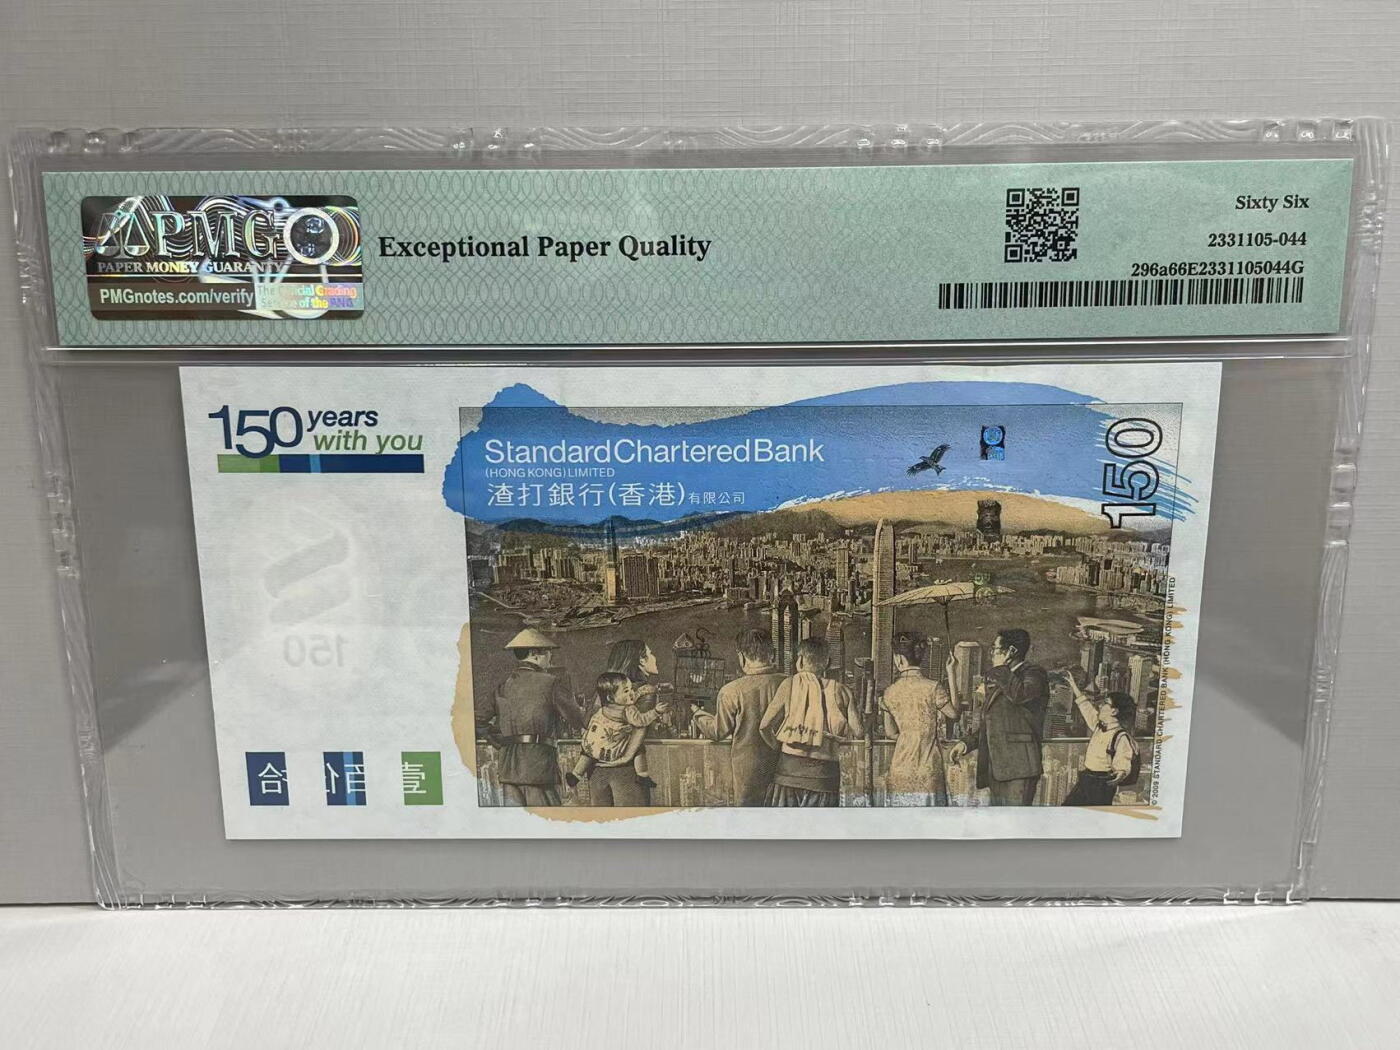 PMG
PAPER MONEY GUARANTY
PMGnotes.com/verify
The Official Grading
Service of the PNG
Exceptional Paper Quality
Sixty Six
2331105-044
296a66E2331105044G
150 years
with you
Standard Chartered Bank
(HONG KONG) LIMITED
渣打銀行(香港)有限公司
150
150
© 2009 STANDARD CHARTERED BANK (HONG KONG) LIMITED